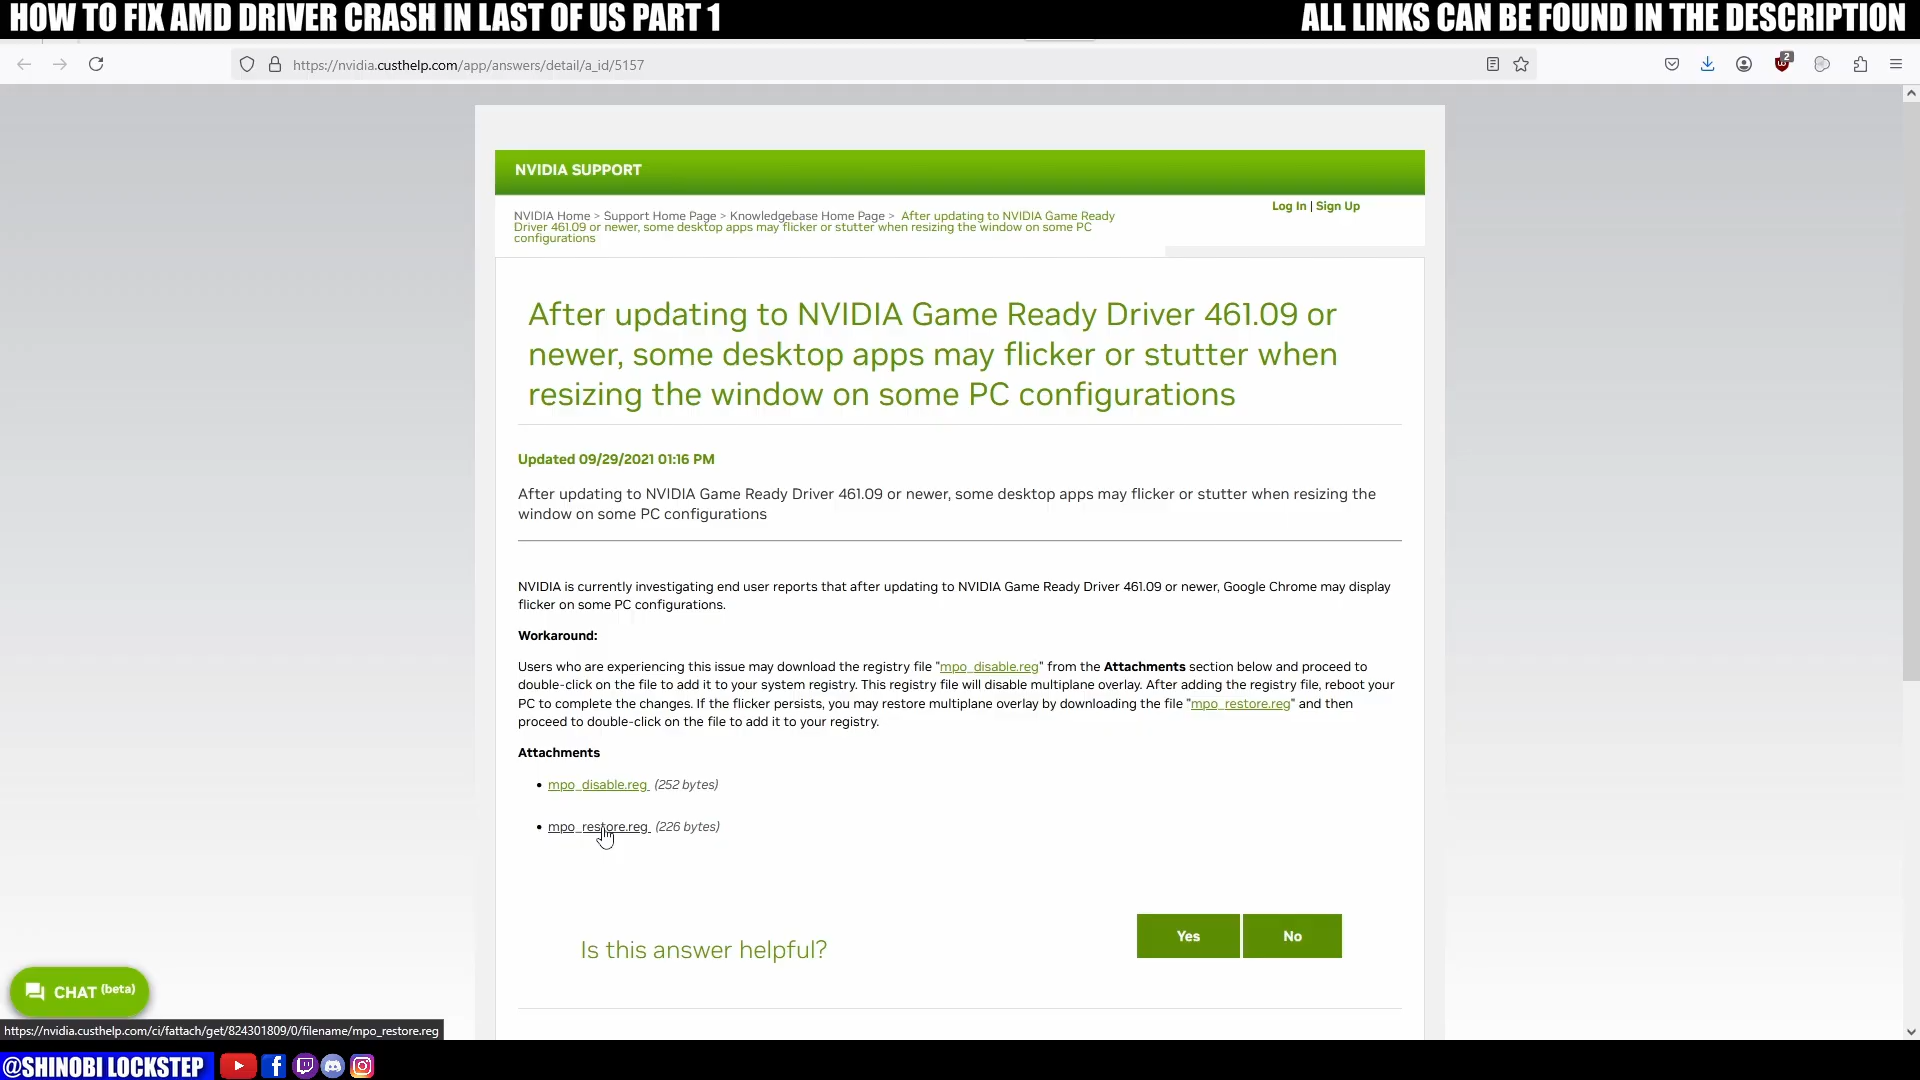 HOW TO FIX AMD DRIVER CRASH IN LAST OF US PART 1
ALL LINKS CAN BE FOUND IN THE DESCRIPTION
https://nvidia.custhelp.com/app/answers/detail/a_id/5157
2
NVIDIA SUPPORT
Log In | Sign Up
NVIDIA Home > Support Home Page > Knowledgebase Home Page > After updating to NVIDIA Game Ready
Driver 461.09 or newer, some desktop apps may flicker or stutter when resizing the window on some PC
configurations
After updating to NVIDIA Game Ready Driver 461.09 or
newer, some desktop apps may flicker or stutter when
resizing the window on some PC configurations
Updated 09/29/2021 01:16 PM
After updating to NVIDIA Game Ready Driver 461.09 or newer, some desktop apps may flicker or stutter when resizing the
window on some PC configurations
NVIDIA is currently investigating end user reports that after updating to NVIDIA Game Ready Driver 461.09 or newer, Google Chrome may display
flicker on some PC configurations.
Workaround:
Users who are experiencing this issue may download the registry file "mpo_disable.reg" from the Attachments section below and proceed to
double-click on the file to add it to your system registry. This registry file will disable multiplane overlay. After adding the registry file, reboot your
PC to complete the changes. If the flicker persists, you may restore multiplane overlay by downloading the file "mpo_restore.reg" and then
proceed to double-click on the file to add it to your registry.
Attachments
• mpo_disable.reg (252 bytes)
• mpo_restore.reg (226 bytes)
Is this answer helpful?
Yes
No
CHAT (beta)
https://nvidia.custhelp.com/ci/fattach/get/824301809/0/filename/mpo_restore.reg
@SHINOBI LOCKSTEP